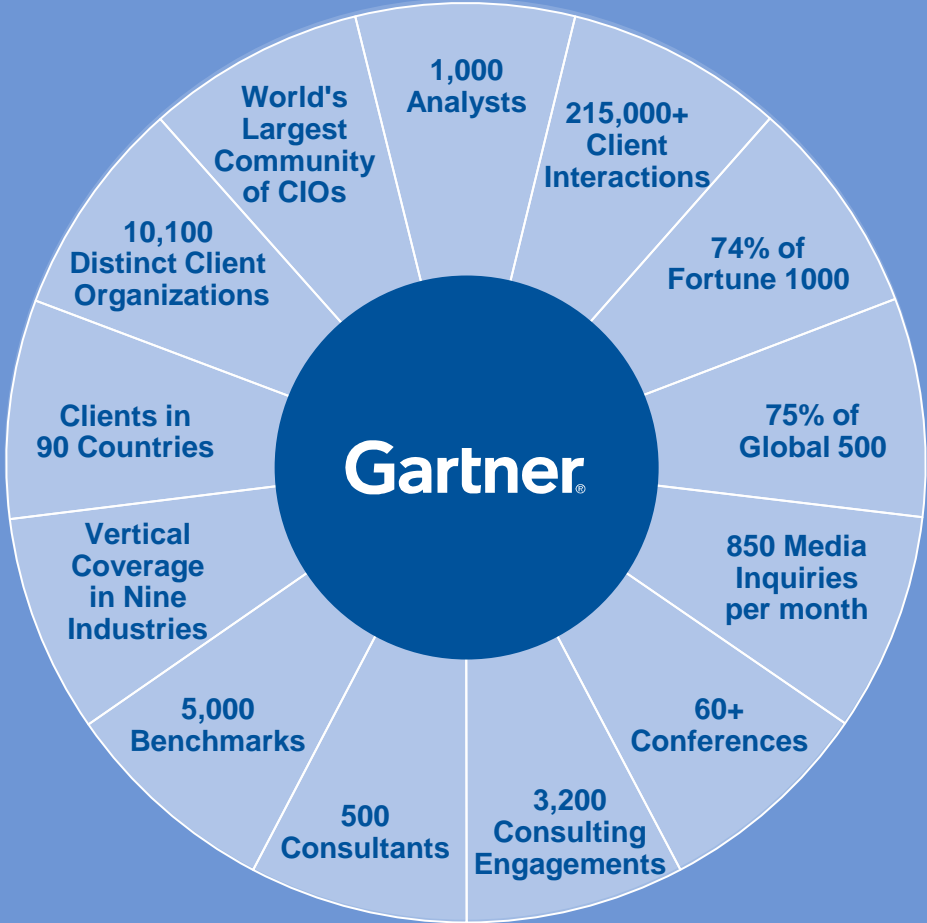 1,000
Analysts
215,000+
Client
Interactions
74% of
Fortune 1000
75% of
Global 500
850 Media
Inquiries
per month
60+
Conferences
3,200
Consulting
Engagements
500
Consultants
5,000
Benchmarks
Vertical
Coverage
in Nine
Industries
Clients in
90 Countries
10,100
Distinct Client
Organizations
World's
Largest
Community
of CIOs
Gartner®